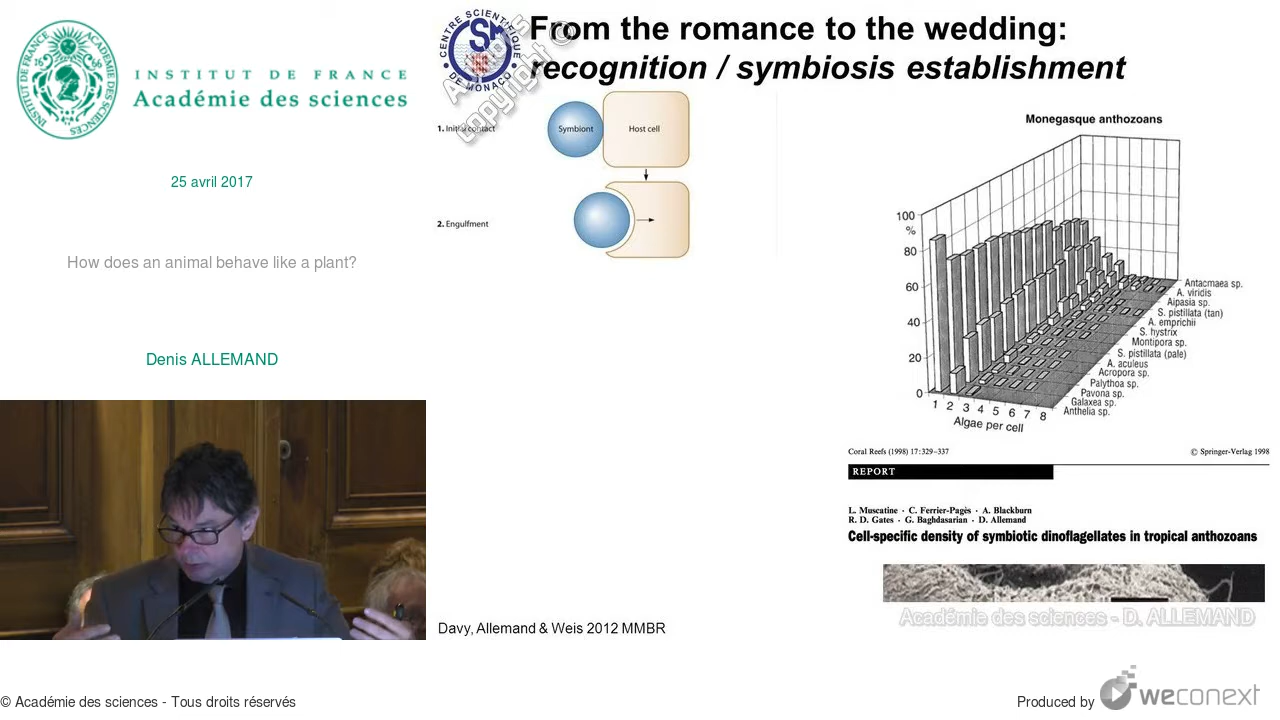 INSTITUT DE FRANCE
Académie des sciences
25 avril 2017
How does an animal behave like a plant?
Denis ALLEMAND
CENTRE SCIENTIFIQUE
DE MONACO
From the romance to the wedding:
recognition / symbiosis establishment
1. Initial contact
Symbiont
Host cell
2. Engulfment
Monegasque anthozoans
100
%
80
60
40
20
0
1 2 3 4 5 6 7 8
Algae per cell
Antacmaea sp.
A. viridis
Aipasia sp.
S. pistillata (tan)
A. emprichii
S. hystrix
Montipora sp.
S. pistillata (pale)
A. aculeus
Acropora sp.
Palythoa sp.
Pavona sp.
Galaxea sp.
Anthelia sp.
Coral Reefs (1998) 17:329–337
© Springer-Verlag 1998
REPORT
L. Muscatine · C. Ferrier-Pagès · A. Blackburn
R. D. Gates · G. Baghdasarian · D. Allemand
Cell-specific density of symbiotic dinoflagellates in tropical anthozoans
Académie des sciences - D. ALLEMAND
Davy, Allemand & Weis 2012 MMBR
© Académie des sciences - Tous droits réservés
Produced by
weconext